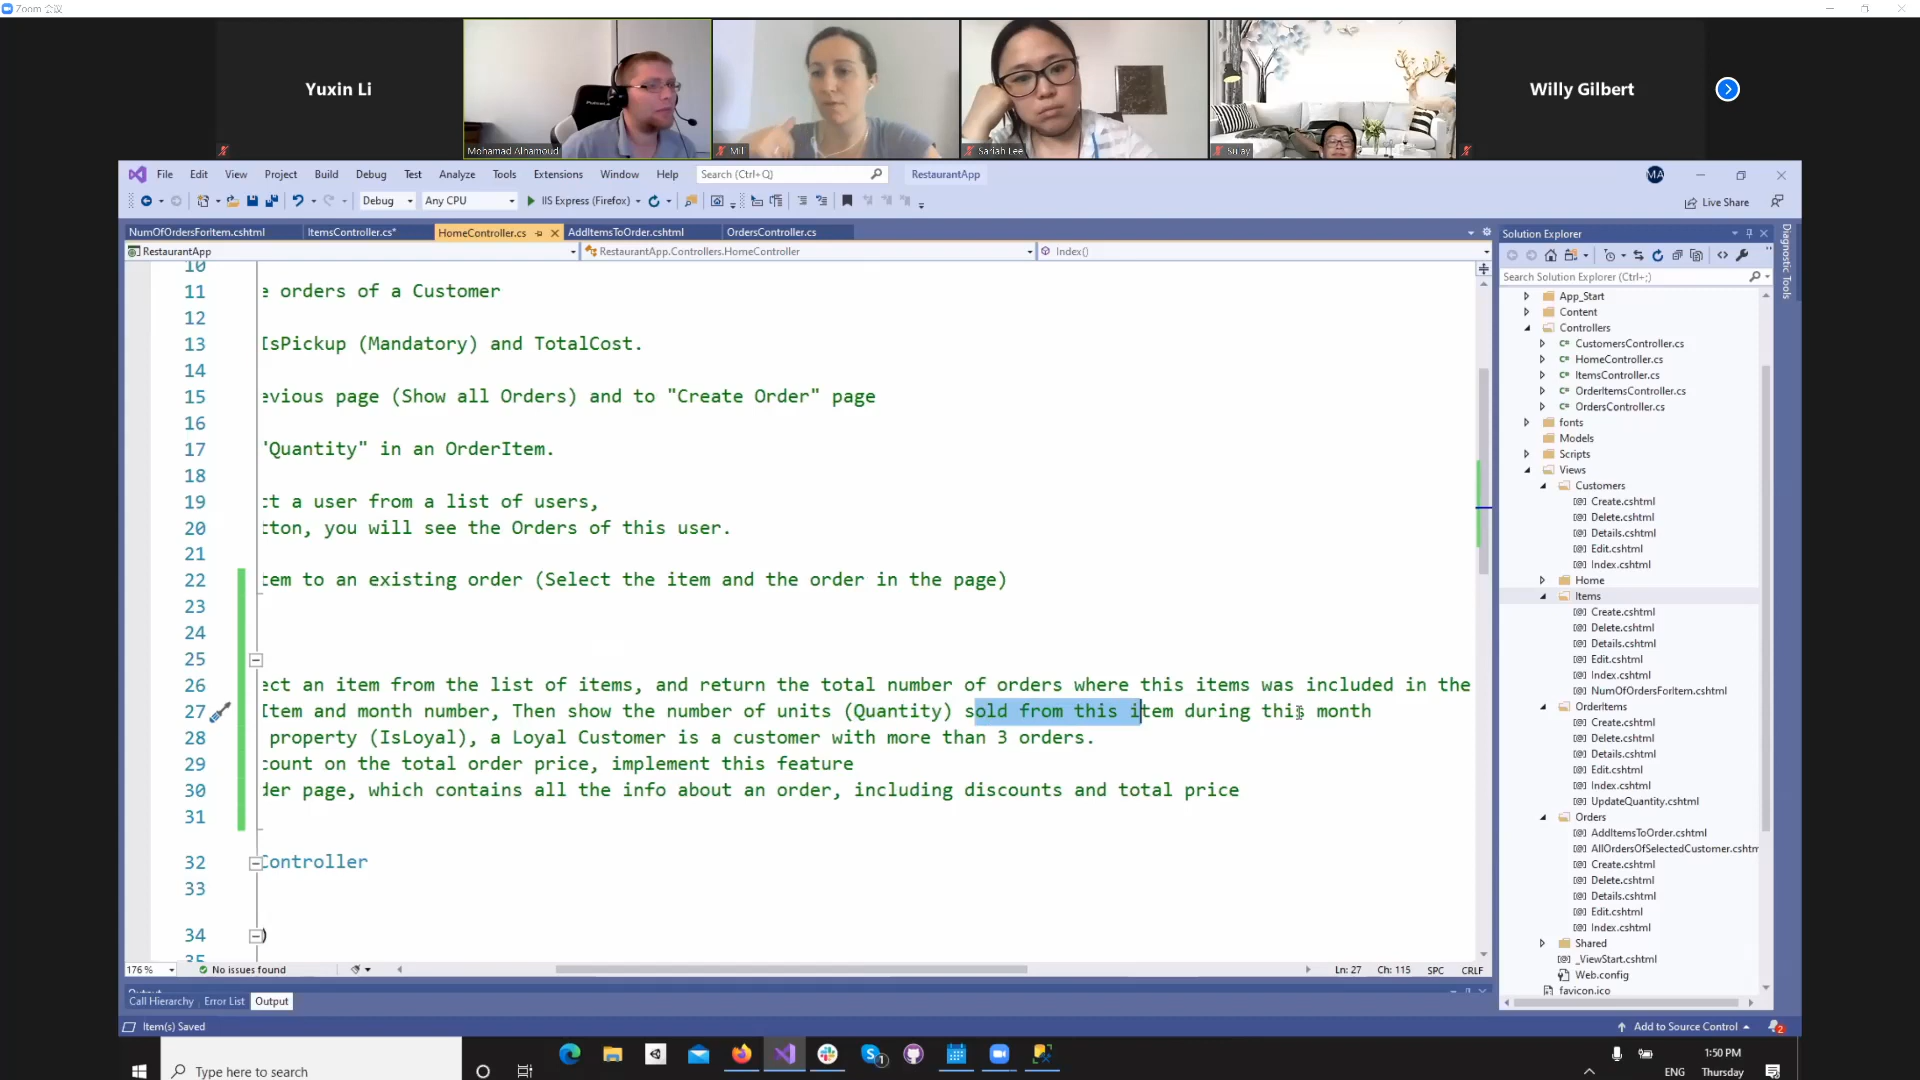 Zoom 会议
Yuxin Li
Mohamad Alhamoud
Mil
Sariah Lee
Su Jay
Willy Gilbert
File Edit View Project Build Debug Test Analyze Tools Extensions Window Help Search (Ctrl+Q) RestaurantApp MA
Debug Any CPU IIS Express (Firefox) Live Share
NumOfOrdersForItem.cshtml ItemsController.cs* HomeController.cs AddItemsToOrder.cshtml OrdersController.cs
RestaurantApp RestaurantApp.Controllers.HomeController Index()
10
11 e orders of a Customer
12
13 IsPickup (Mandatory) and TotalCost.
14
15 evious page (Show all Orders) and to "Create Order" page
16
17 "Quantity" in an OrderItem.
18
19 ct a user from a list of users,
20 tton, you will see the Orders of this user.
21
22 tem to an existing order (Select the item and the order in the page)
23
24
25
26 ect an item from the list of items, and return the total number of orders where this items was included in the
27 Item and month number, Then show the number of units (Quantity) sold from this item during this month
28 property (IsLoyal), a Loyal Customer is a customer with more than 3 orders.
29 count on the total order price, implement this feature
30 der page, which contains all the info about an order, including discounts and total price
31
32 Controller
33
34 )
35
176 % No issues found Ln: 27 Ch: 115 SPC CRLF
Output
Call Hierarchy Error List Output
Item(s) Saved Add to Source Control 2
Solution Explorer
Search Solution Explorer (Ctrl+;)
App_Start
Content
Controllers
C# CustomersController.cs
C# HomeController.cs
C# ItemsController.cs
C# OrderItemsController.cs
C# OrdersController.cs
fonts
Models
Scripts
Views
Customers
Create.cshtml
Delete.cshtml
Details.cshtml
Edit.cshtml
Index.cshtml
Home
Items
Create.cshtml
Delete.cshtml
Details.cshtml
Edit.cshtml
Index.cshtml
NumOfOrdersForItem.cshtml
OrderItems
Create.cshtml
Delete.cshtml
Details.cshtml
Edit.cshtml
Index.cshtml
UpdateQuantity.cshtml
Orders
AddItemsToOrder.cshtml
AllOrdersOfSelectedCustomer.cshtm
Create.cshtml
Delete.cshtml
Details.cshtml
Edit.cshtml
Index.cshtml
Shared
_ViewStart.cshtml
Web.config
favicon.ico
Diagnostic Tools
Type here to search
1
ENG
1:50 PM
Thursday